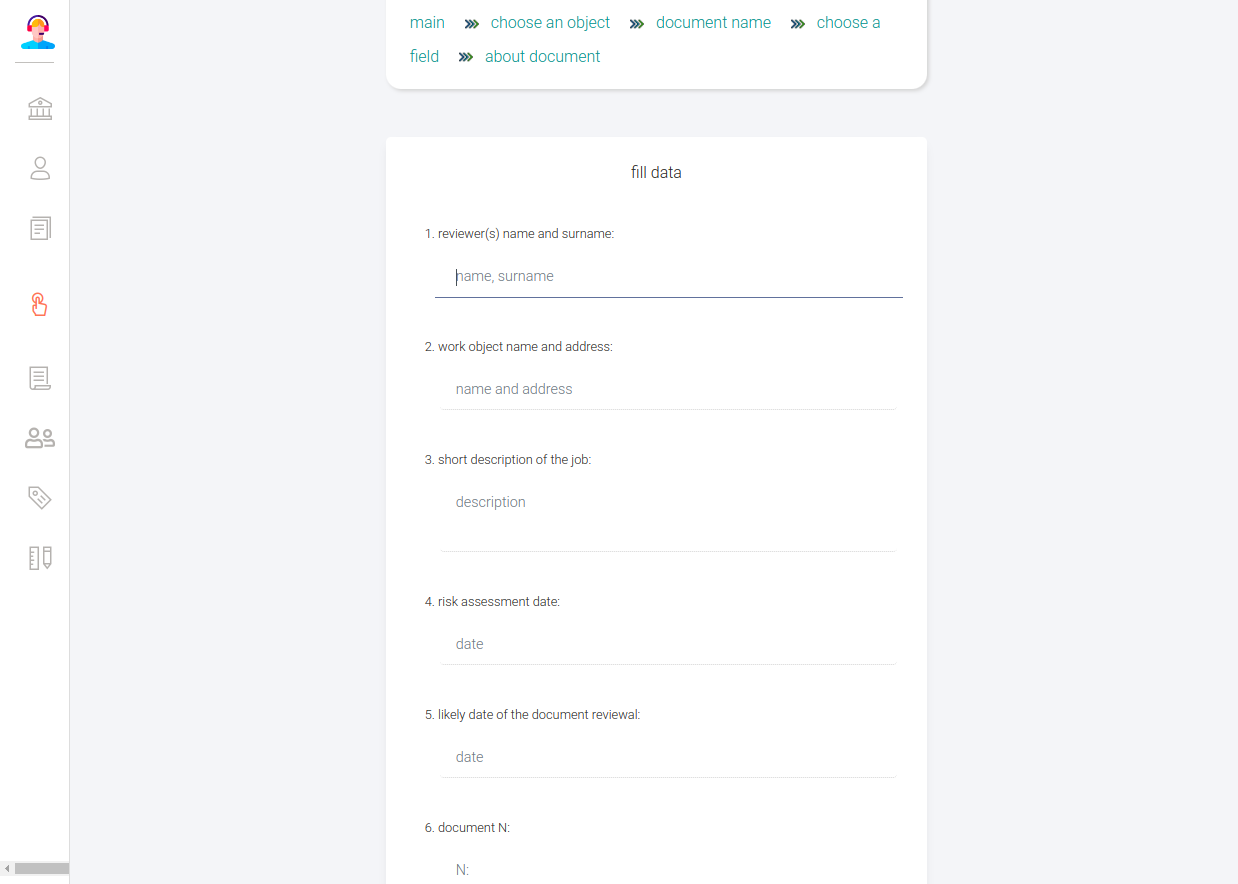 main choose an object document name choose a
field about document
fill data
1. reviewer(s) name and surname:
name, surname
2. work object name and address:
name and address
3. short description of the job:
description
4. risk assessment date:
date
5. likely date of the document reviewal:
date
6. document N:
N: